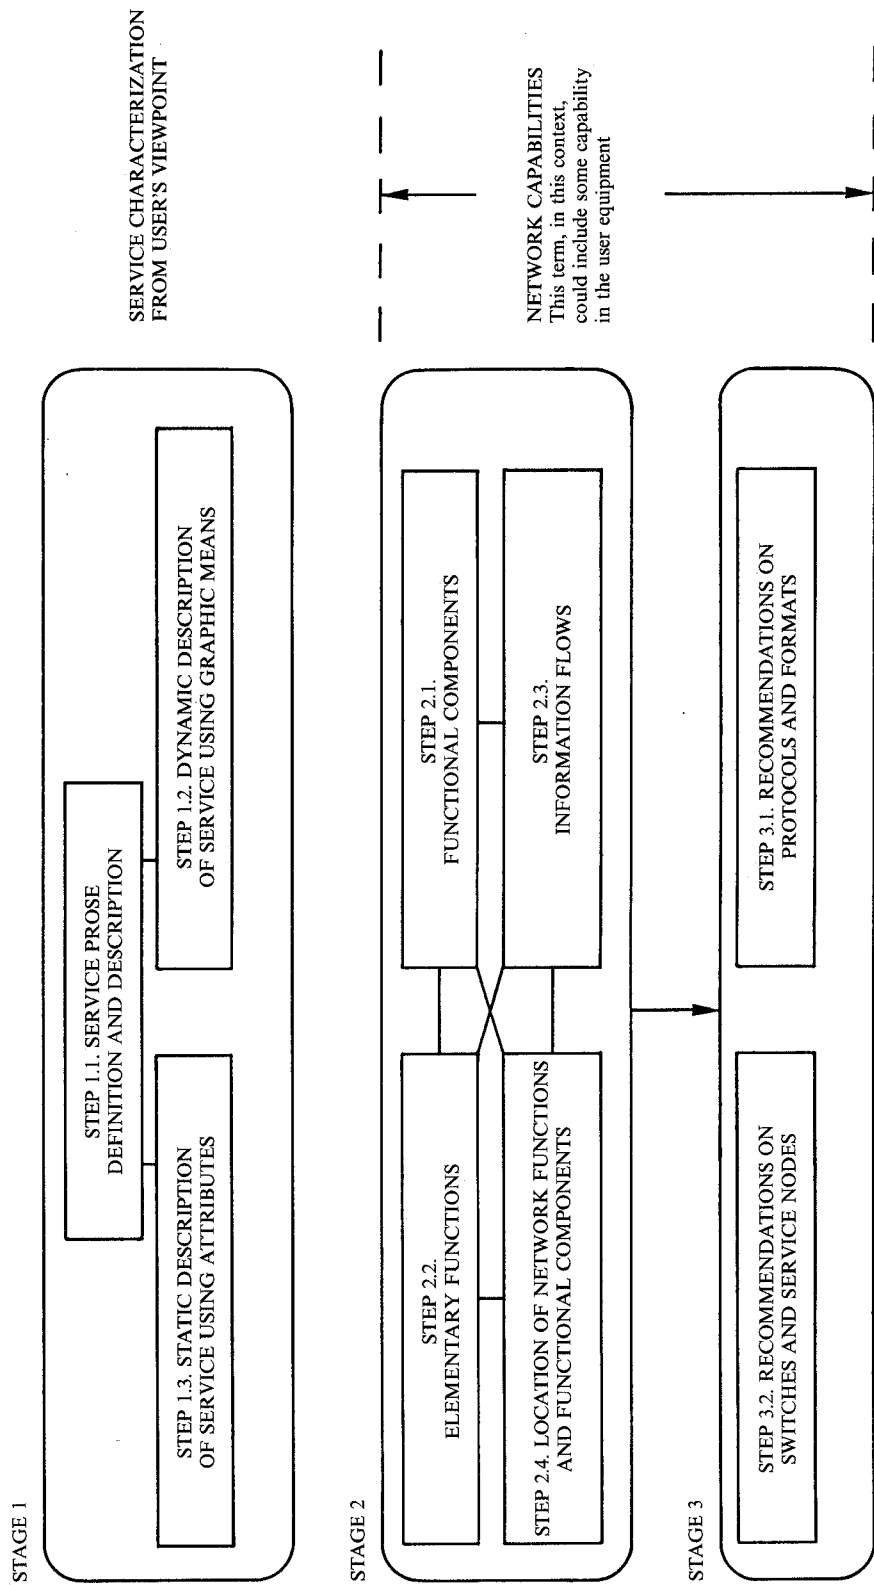 STAGE 1
STEP 1.1. SERVICE PROSE
DEFINITION AND DESCRIPTION
STEP 1.3. STATIC DESCRIPTION
OF SERVICE USING ATTRIBUTES
STEP 1.2. DYNAMIC DESCRIPTION
OF SERVICE USING GRAPHIC MEANS
SERVICE CHARACTERIZATION
FROM USER'S VIEWPOINT
STAGE 2
STEP 2.2.
ELEMENTARY FUNCTIONS
STEP 2.1.
FUNCTIONAL COMPONENTS
STEP 2.4. LOCATION OF NETWORK FUNCTIONS
AND FUNCTIONAL COMPONENTS
STEP 2.3.
INFORMATION FLOWS
NETWORK CAPABILITIES
This term, in this context,
could include some capability
in the user equipment
STAGE 3
STEP 3.2. RECOMMENDATIONS ON
SWITCHES AND SERVICE NODES
STEP 3.1. RECOMMENDATIONS ON
PROTOCOLS AND FORMATS